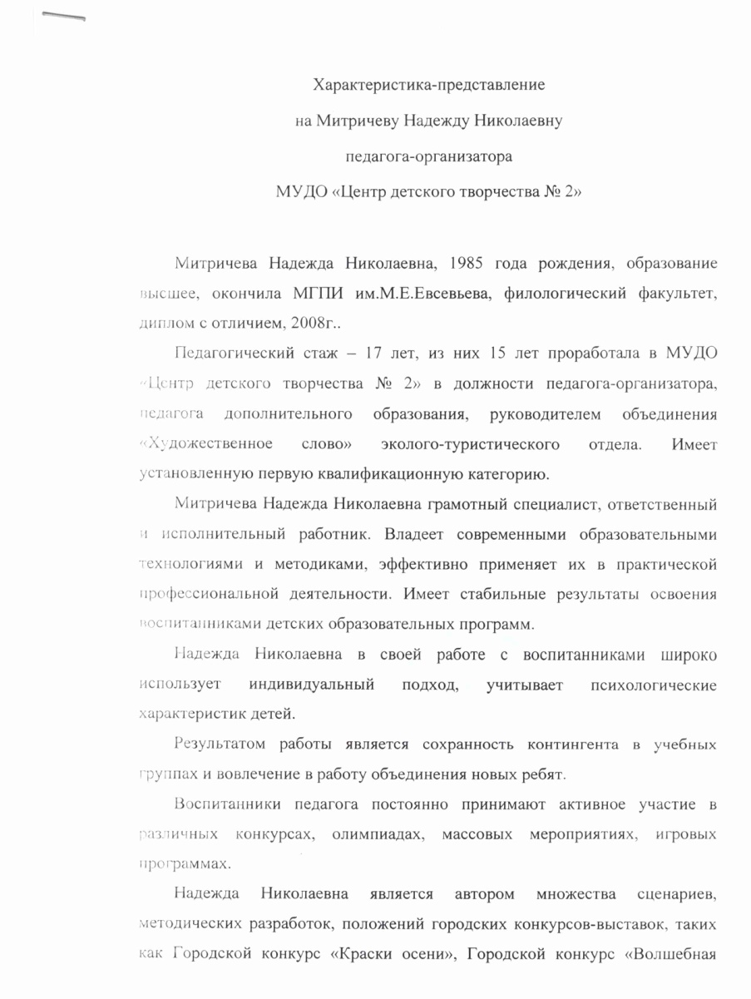 Характеристика-представление
на Митричеву Надежду Николаевну
педагога-организатора
МУДО «Центр детского творчества № 2»
Митричева Надежда Николаевна, 1985 года рождения, образование
высшее, окончила МГПИ им.М.Е.Евсевьева, филологический факультет,
диплом с отличием, 2008г..
Педагогический стаж – 17 лет, из них 15 лет проработала в МУДО
«Центр детского творчества № 2» в должности педагога-организатора,
педагога дополнительного образования, руководителем объединения
«Художественное слово» эколого-туристического отдела. Имеет
установленную первую квалификационную категорию.
Митричева Надежда Николаевна грамотный специалист, ответственный
и исполнительный работник. Владеет современными образовательными
технологиями и методиками, эффективно применяет их в практической
профессиональной деятельности. Имеет стабильные результаты освоения
воспитанниками детских образовательных программ.
Надежда Николаевна в своей работе с воспитанниками широко
использует индивидуальный подход, учитывает психологические
характеристик детей.
Результатом работы является сохранность контингента в учебных
группах и вовлечение в работу объединения новых ребят.
Воспитанники педагога постоянно принимают активное участие в
различных конкурсах, олимпиадах, массовых мероприятиях, игровых
программах.
Надежда Николаевна является автором множества сценариев,
методических разработок, положений городских конкурсов-выставок, таких
как Городской конкурс «Краски осени», Городской конкурс «Волшебная